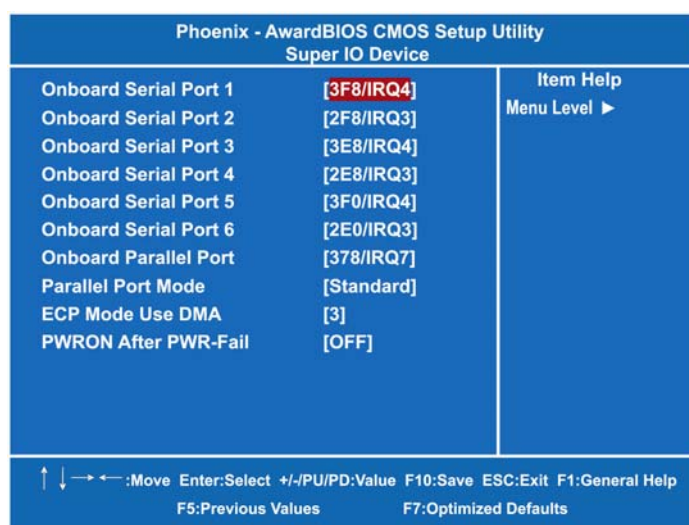 Phoenix - AwardBIOS CMOS Setup Utility
Super IO Device
Onboard Serial Port 1 [3F8/IRQ4]
Onboard Serial Port 2 [2F8/IRQ3]
Onboard Serial Port 3 [3E8/IRQ4]
Onboard Serial Port 4 [2E8/IRQ3]
Onboard Serial Port 5 [3F0/IRQ4]
Onboard Serial Port 6 [2E0/IRQ3]
Onboard Parallel Port [378/IRQ7]
Parallel Port Mode [Standard]
ECP Mode Use DMA [3]
PWRON After PWR-Fail [OFF]
Item Help
Menu Level ►
↑ ↓ → ← :Move Enter:Select +/-/PU/PD:Value F10:Save ESC:Exit F1:General Help
F5:Previous Values F7:Optimized Defaults